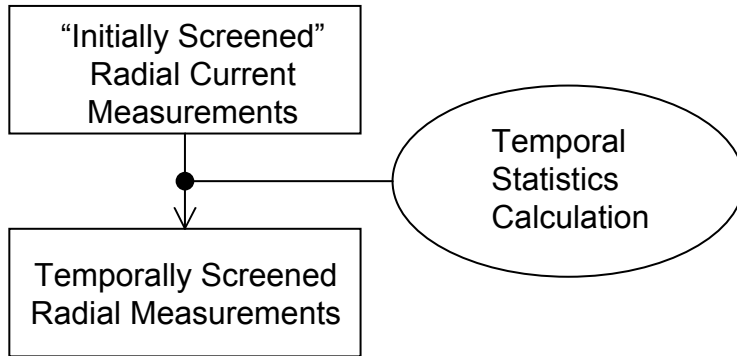 “Initially Screened”
Radial Current
Measurements
Temporal
Statistics
Calculation
Temporally Screened
Radial Measurements